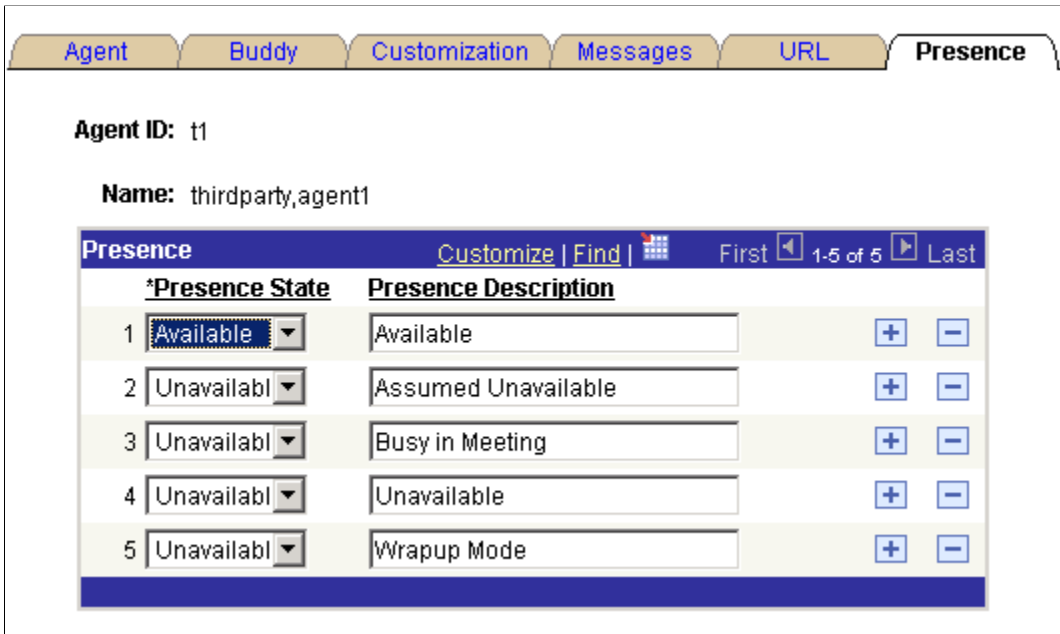 Agent Buddy Customization Messages URL Presence
Agent ID: t1
Name: thirdparty,agent1
Presence Customize | Find | First 1-5 of 5 Last
*Presence State Presence Description
1 Available Available
2 Unavailabl Assumed Unavailable
3 Unavailabl Busy in Meeting
4 Unavailabl Unavailable
5 Unavailabl Wrapup Mode